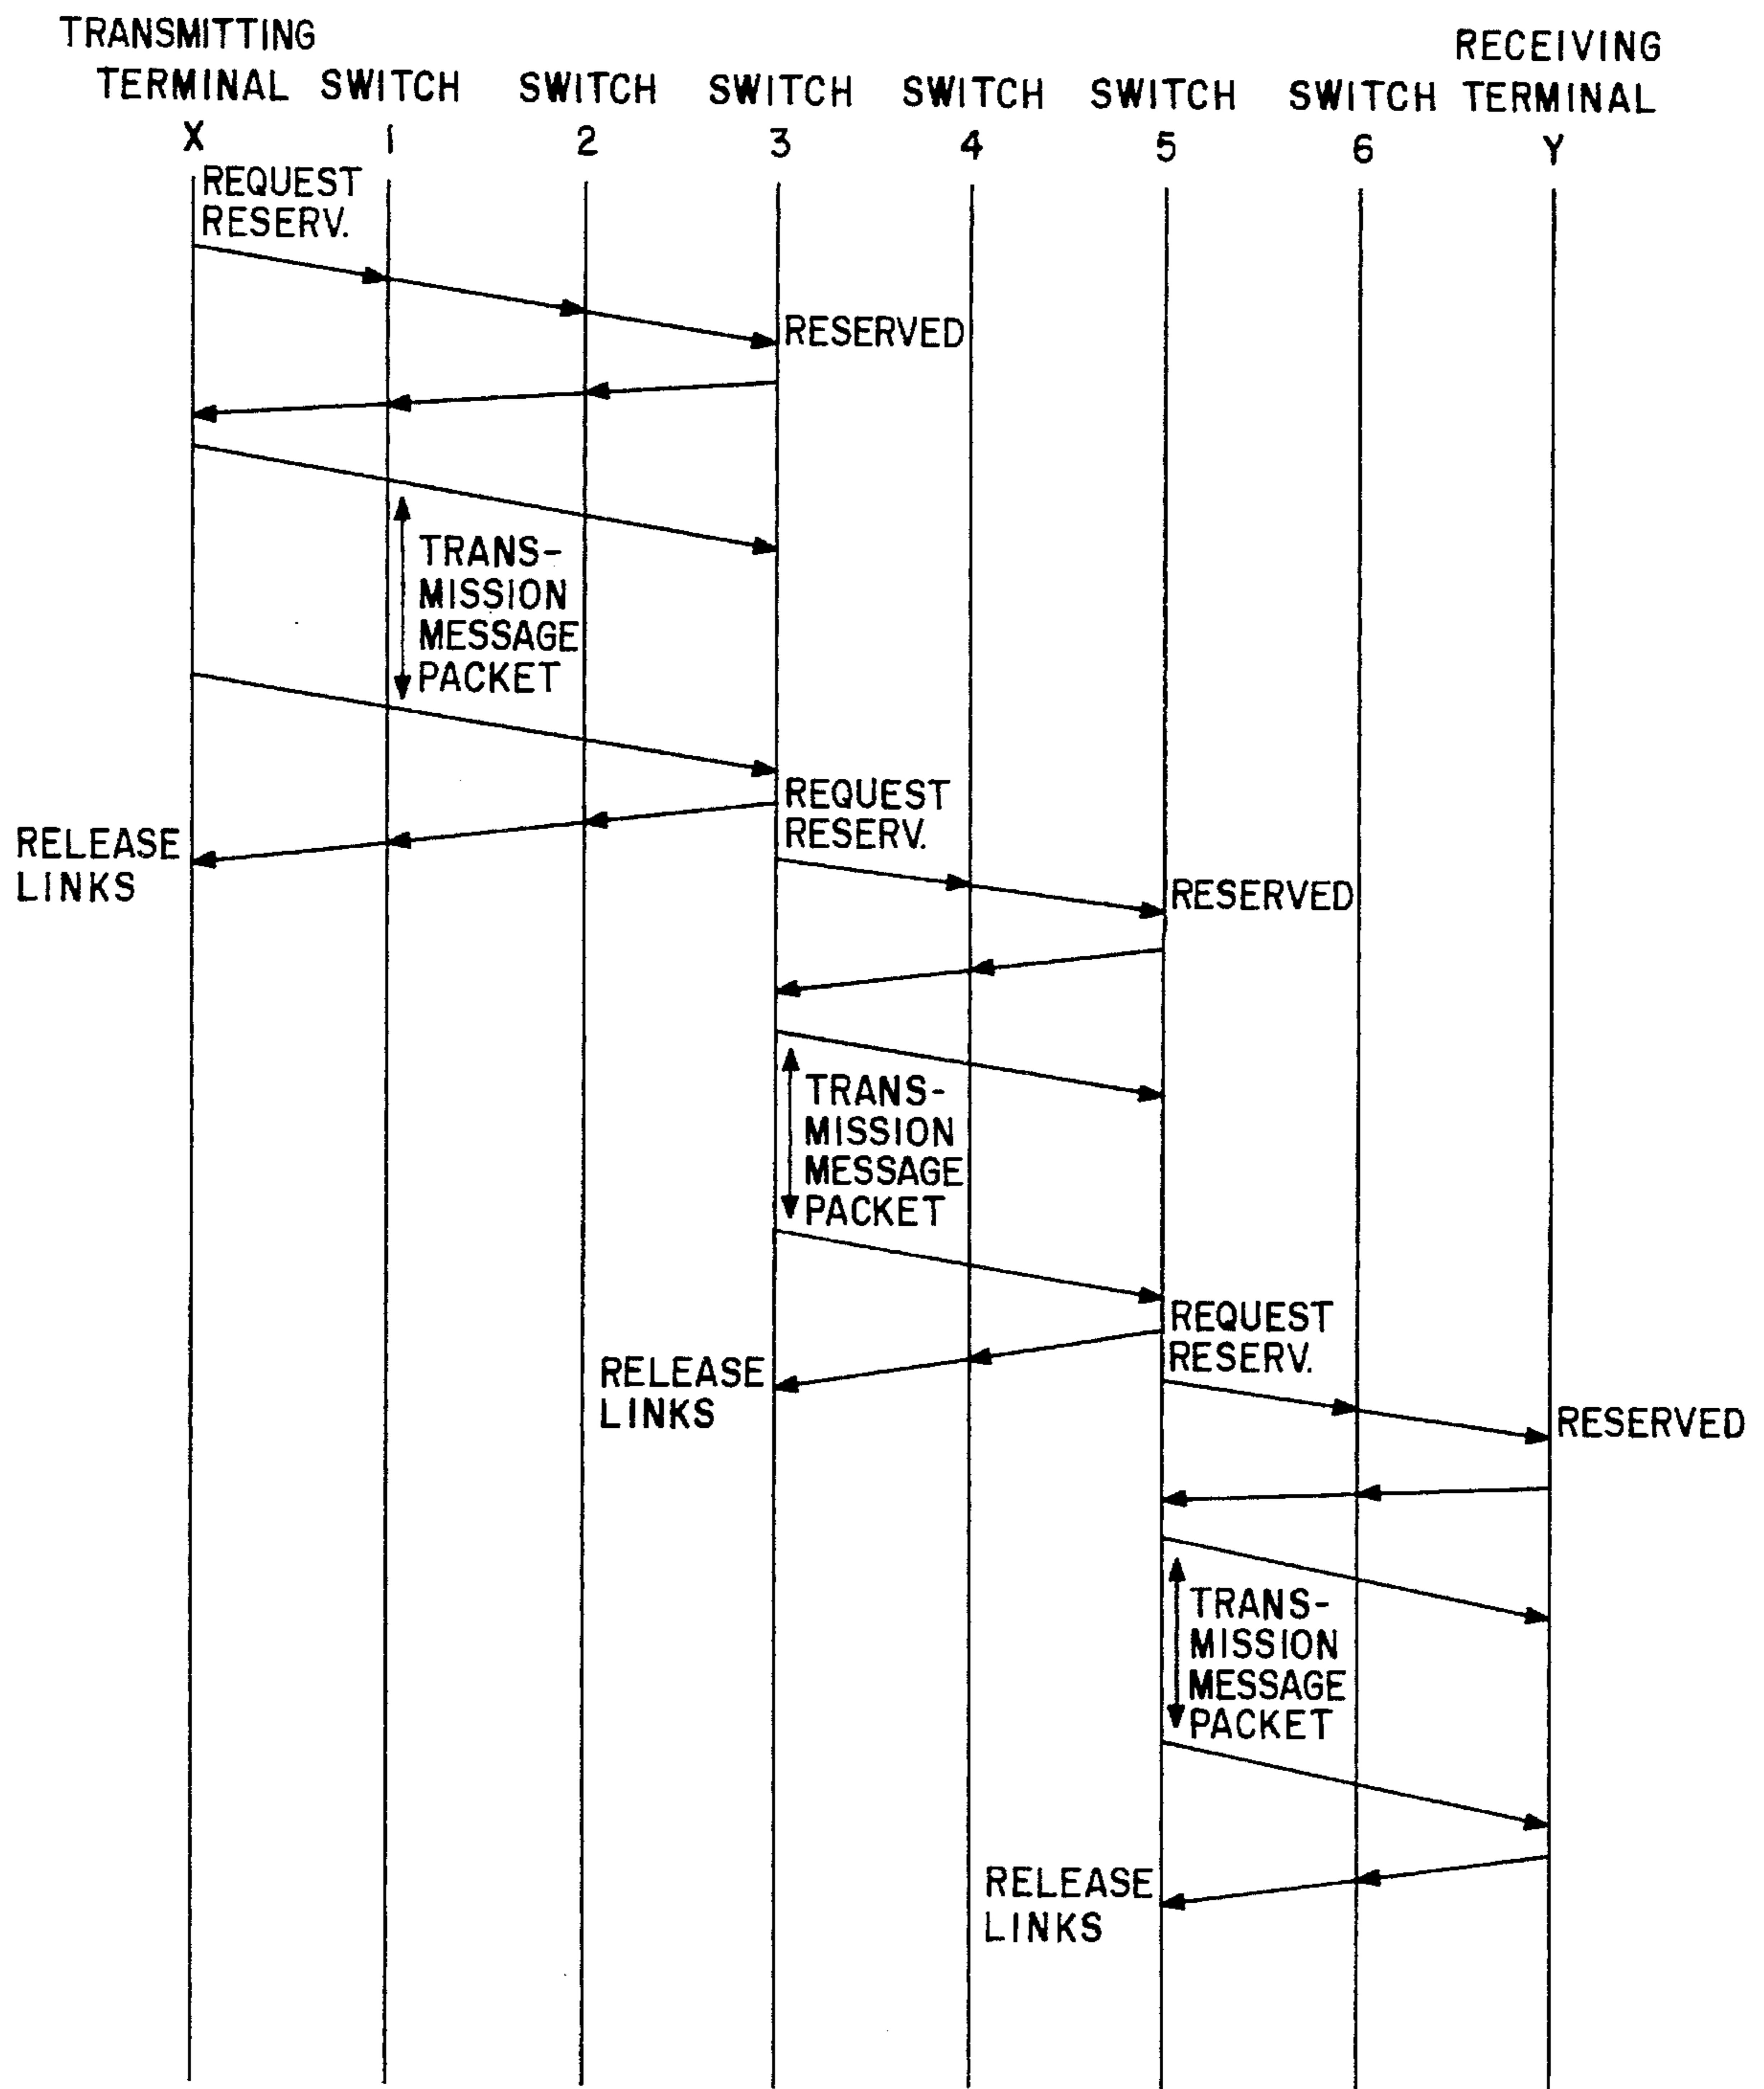 TRANSMITTING
TERMINAL
X
SWITCH
1
SWITCH
2
SWITCH
3
SWITCH
4
SWITCH
5
SWITCH
6
RECEIVING
TERMINAL
Y
REQUEST
RESERV.
RESERVED
TRANS-
MISSION
MESSAGE
PACKET
REQUEST
RESERV.
RELEASE
LINKS
RESERVED
TRANS-
MISSION
MESSAGE
PACKET
REQUEST
RESERV.
RELEASE
LINKS
RESERVED
TRANS-
MISSION
MESSAGE
PACKET
RELEASE
LINKS